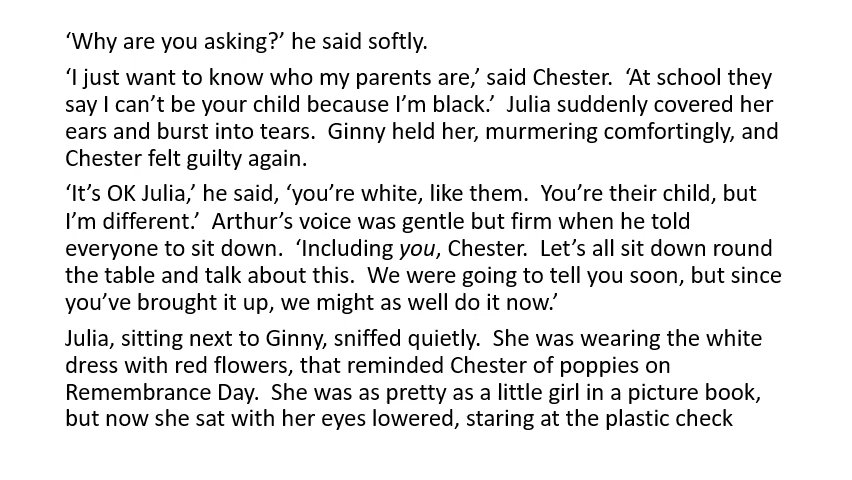 ‘Why are you asking?’ he said softly.
‘I just want to know who my parents are,’ said Chester.  ‘At school they
say I can’t be your child because I’m black.’  Julia suddenly covered her
ears and burst into tears.  Ginny held her, murmering comfortingly, and
Chester felt guilty again.
‘It’s OK Julia,’ he said, ‘you’re white, like them.  You’re their child, but
I’m different.’  Arthur’s voice was gentle but firm when he told
everyone to sit down.  ‘Including you, Chester.  Let’s all sit down round
the table and talk about this.  We were going to tell you soon, but since
you’ve brought it up, we might as well do it now.’
Julia, sitting next to Ginny, sniffed quietly.  She was wearing the white
dress with red flowers, that reminded Chester of poppies on
Remembrance Day.  She was as pretty as a little girl in a picture book,
but now she sat with her eyes lowered, staring at the plastic check